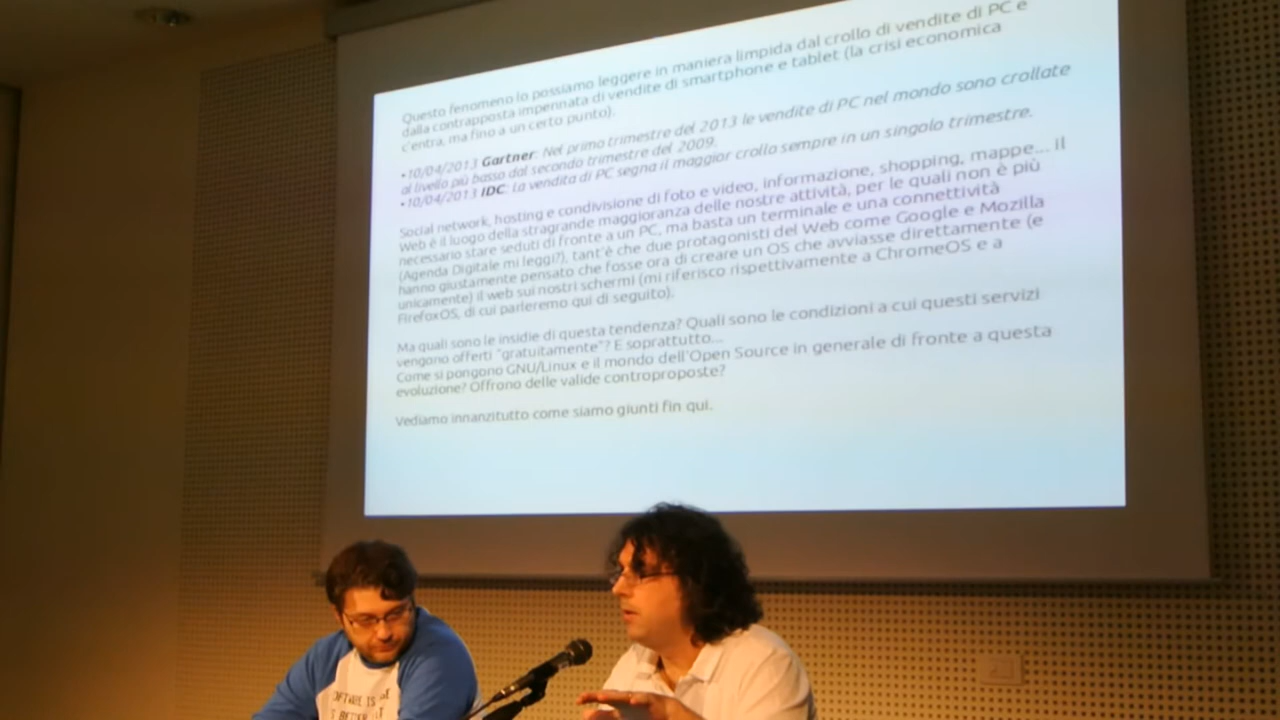 Questo fenomeno lo possiamo leggere in maniera limpida dal crollo di vendite di PC e
dalla contrapposta impennata di vendite di smartphone e tablet (la crisi economica
c'entra, ma fino a un certo punto).
•10/04/2013 Gartner: Nel primo trimestre del 2013 le vendite di PC nel mondo sono crollate
al livello più basso dal secondo trimestre del 2009.
•10/04/2013 IDC: La vendita di PC segna il maggior crollo sempre in un singolo trimestre.
Social network, hosting e condivisione di foto e video, informazione, shopping, mappe... il
Web è il luogo della stragrande maggioranza delle nostre attività, per le quali non è più
necessario stare seduti di fronte a un PC, ma basta un terminale e una connettività
(Agenda Digitale mi leggi?), tant'è che due protagonisti del Web come Google e Mozilla
hanno giustamente pensato che fosse ora di creare un OS che avviasse direttamente (e
unicamente) il web sui nostri schermi (mi riferisco rispettivamente a ChromeOS e a
FirefoxOS, di cui parleremo qui di seguito).
Ma quali sono le insidie di questa tendenza? Quali sono le condizioni a cui questi servizi
vengono offerti "gratuitamente"? E soprattutto...
Come si pongono GNU/Linux e il mondo dell'Open Source in generale di fronte a questa
evoluzione? Offrono delle valide controproposte?
Vediamo innanzitutto come siamo giunti fin qui.
IS